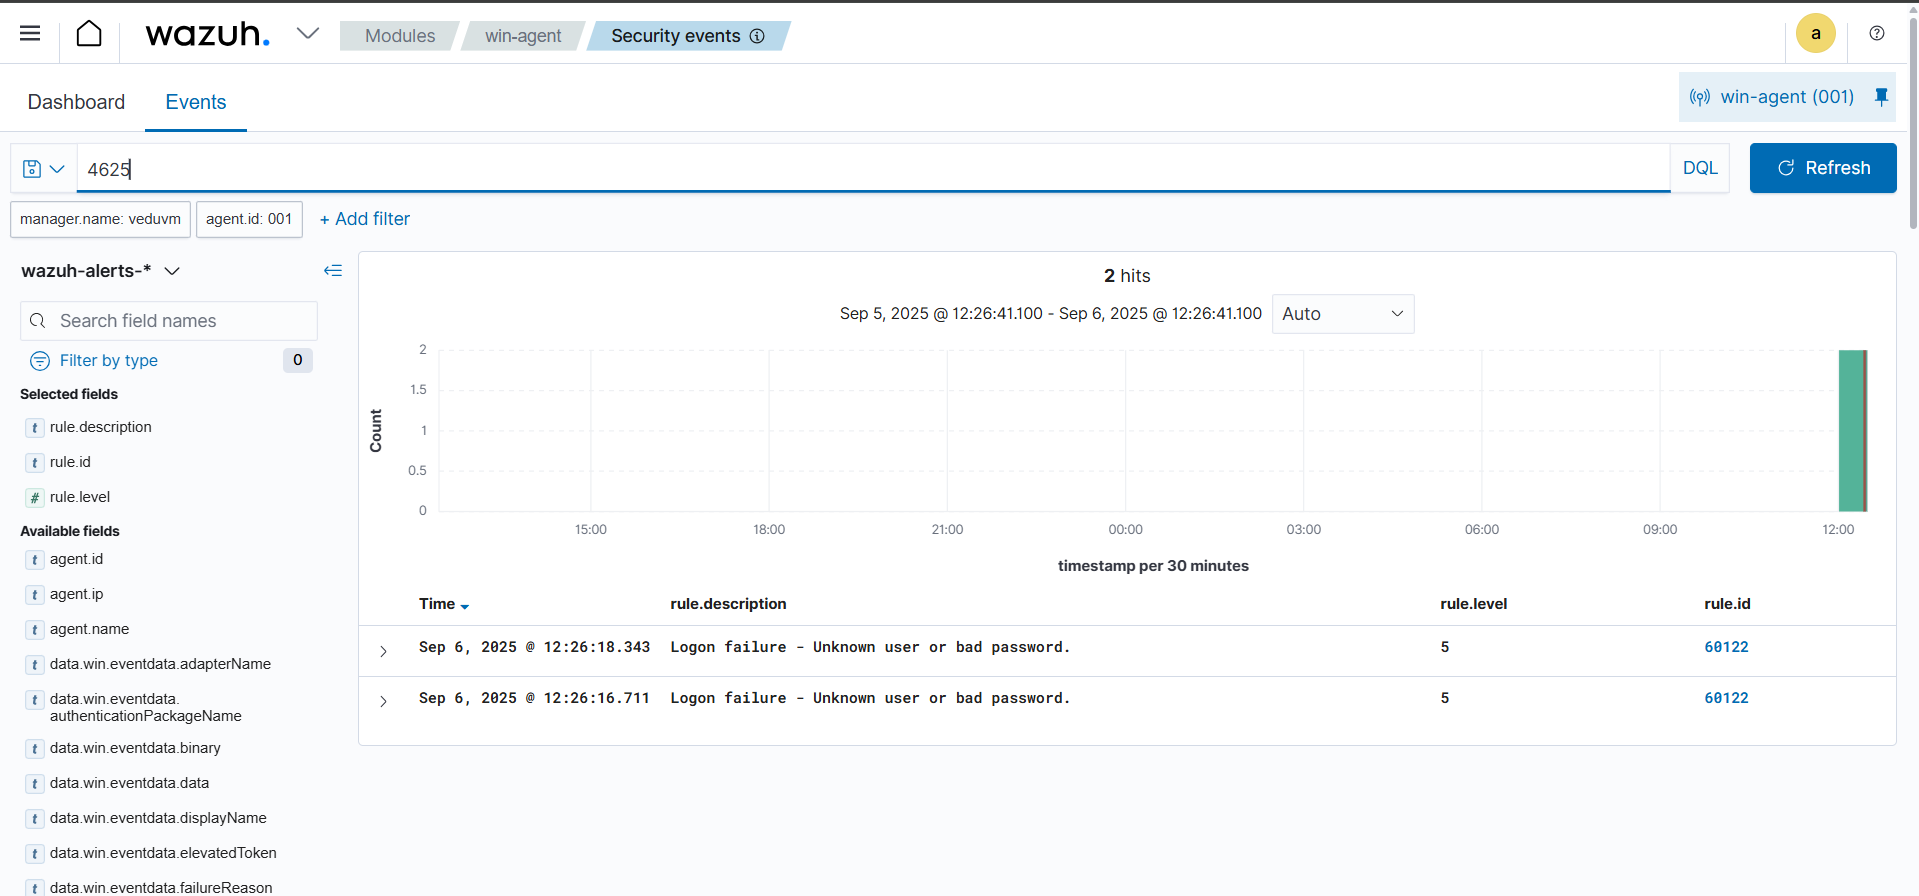 wazuh.
Modules
win-agent
Security events
a
Dashboard
Events
win-agent (001)
4625
DQL
Refresh
manager.name: veduvm
agent.id: 001
+ Add filter
wazuh-alerts-*
Search field names
Filter by type
0
Selected fields
t rule.description
t rule.id
# rule.level
Available fields
t agent.id
t agent.ip
t agent.name
t data.win.eventdata.adapterName
t data.win.eventdata.
authenticationPackageName
t data.win.eventdata.binary
t data.win.eventdata.data
t data.win.eventdata.displayName
t data.win.eventdata.elevatedToken
t data.win.eventdata.failureReason
2 hits
Sep 5, 2025 @ 12:26:41.100 - Sep 6, 2025 @ 12:26:41.100
Auto
2
1.5
1
0.5
0
Count
15:00 18:00 21:00 00:00 03:00 06:00 09:00 12:00
timestamp per 30 minutes
Time rule.description rule.level rule.id
Sep 6, 2025 @ 12:26:18.343 Logon failure - Unknown user or bad password. 5 60122
Sep 6, 2025 @ 12:26:16.711 Logon failure - Unknown user or bad password. 5 60122